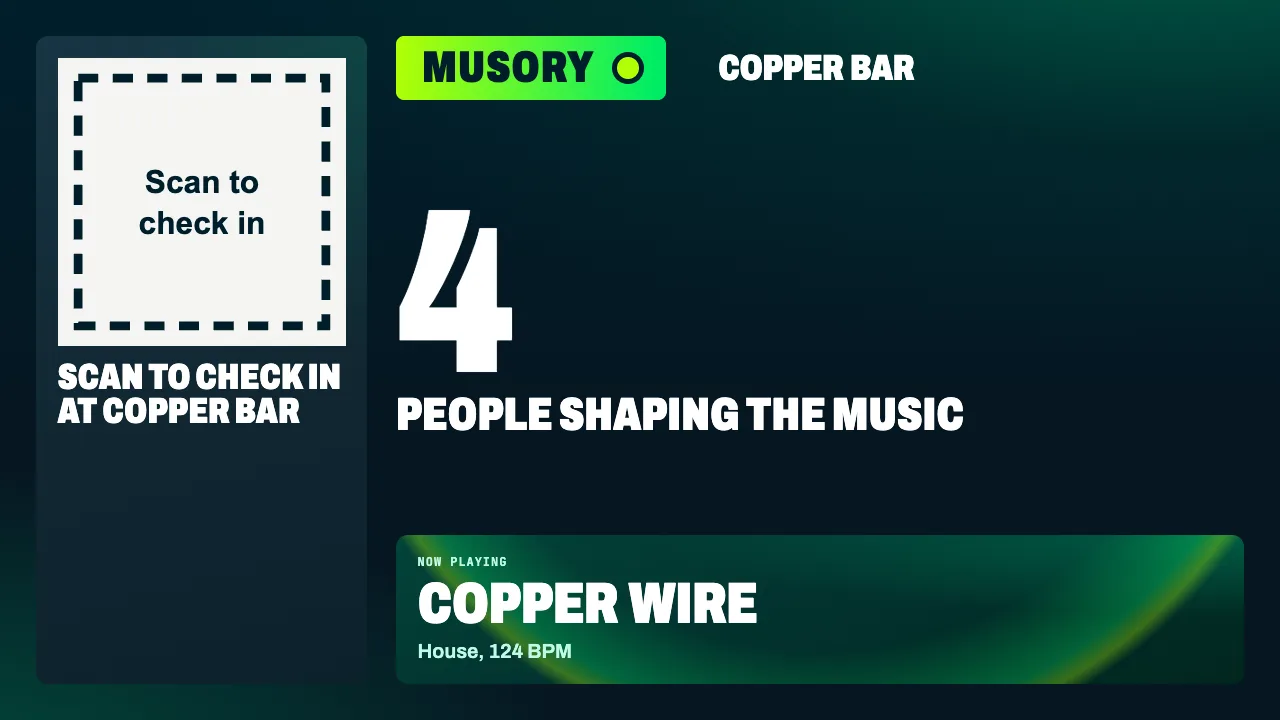 Scan to
check in
SCAN TO CHECK IN
AT COPPER BAR
MUSORY
COPPER BAR
4
PEOPLE SHAPING THE MUSIC
NOW PLAYING
COPPER WIRE
House, 124 BPM